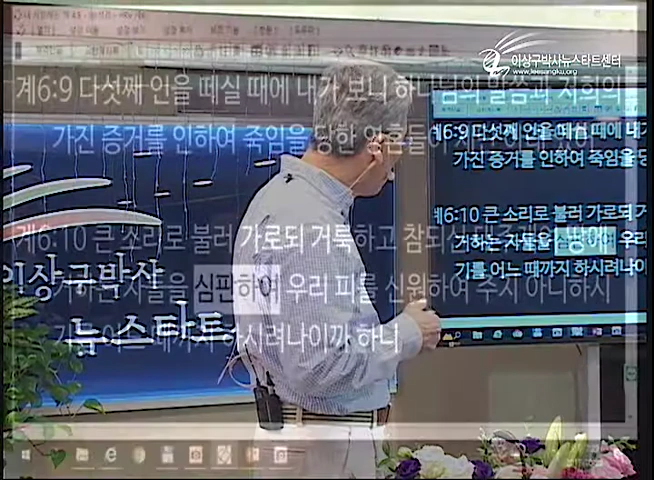 이상구박사뉴스타트센터
www.leesangku.org
계6:9 다섯째 인을 떼실 때에 내가 보니 하나님의 말씀과 저희의
가진 증거를 인하여 죽임을 당한 영혼들이
계6:10 큰 소리로 불러 가로되 거룩하고 참되신
거하는 자들을 심판하여 우리 피를 신원하여 주지 아니하시
기를 어느 때까지 하시려나이까 하니
6:9 다섯째 인을 떼실 때에 내가
가진 증거를 인하여 죽임을 당
계6:10 큰 소리로 불러 가로되 거
거하는 자들을 심판하여 우리
기를 어느 때까지 하시려나이
이상구박사
뉴스타트